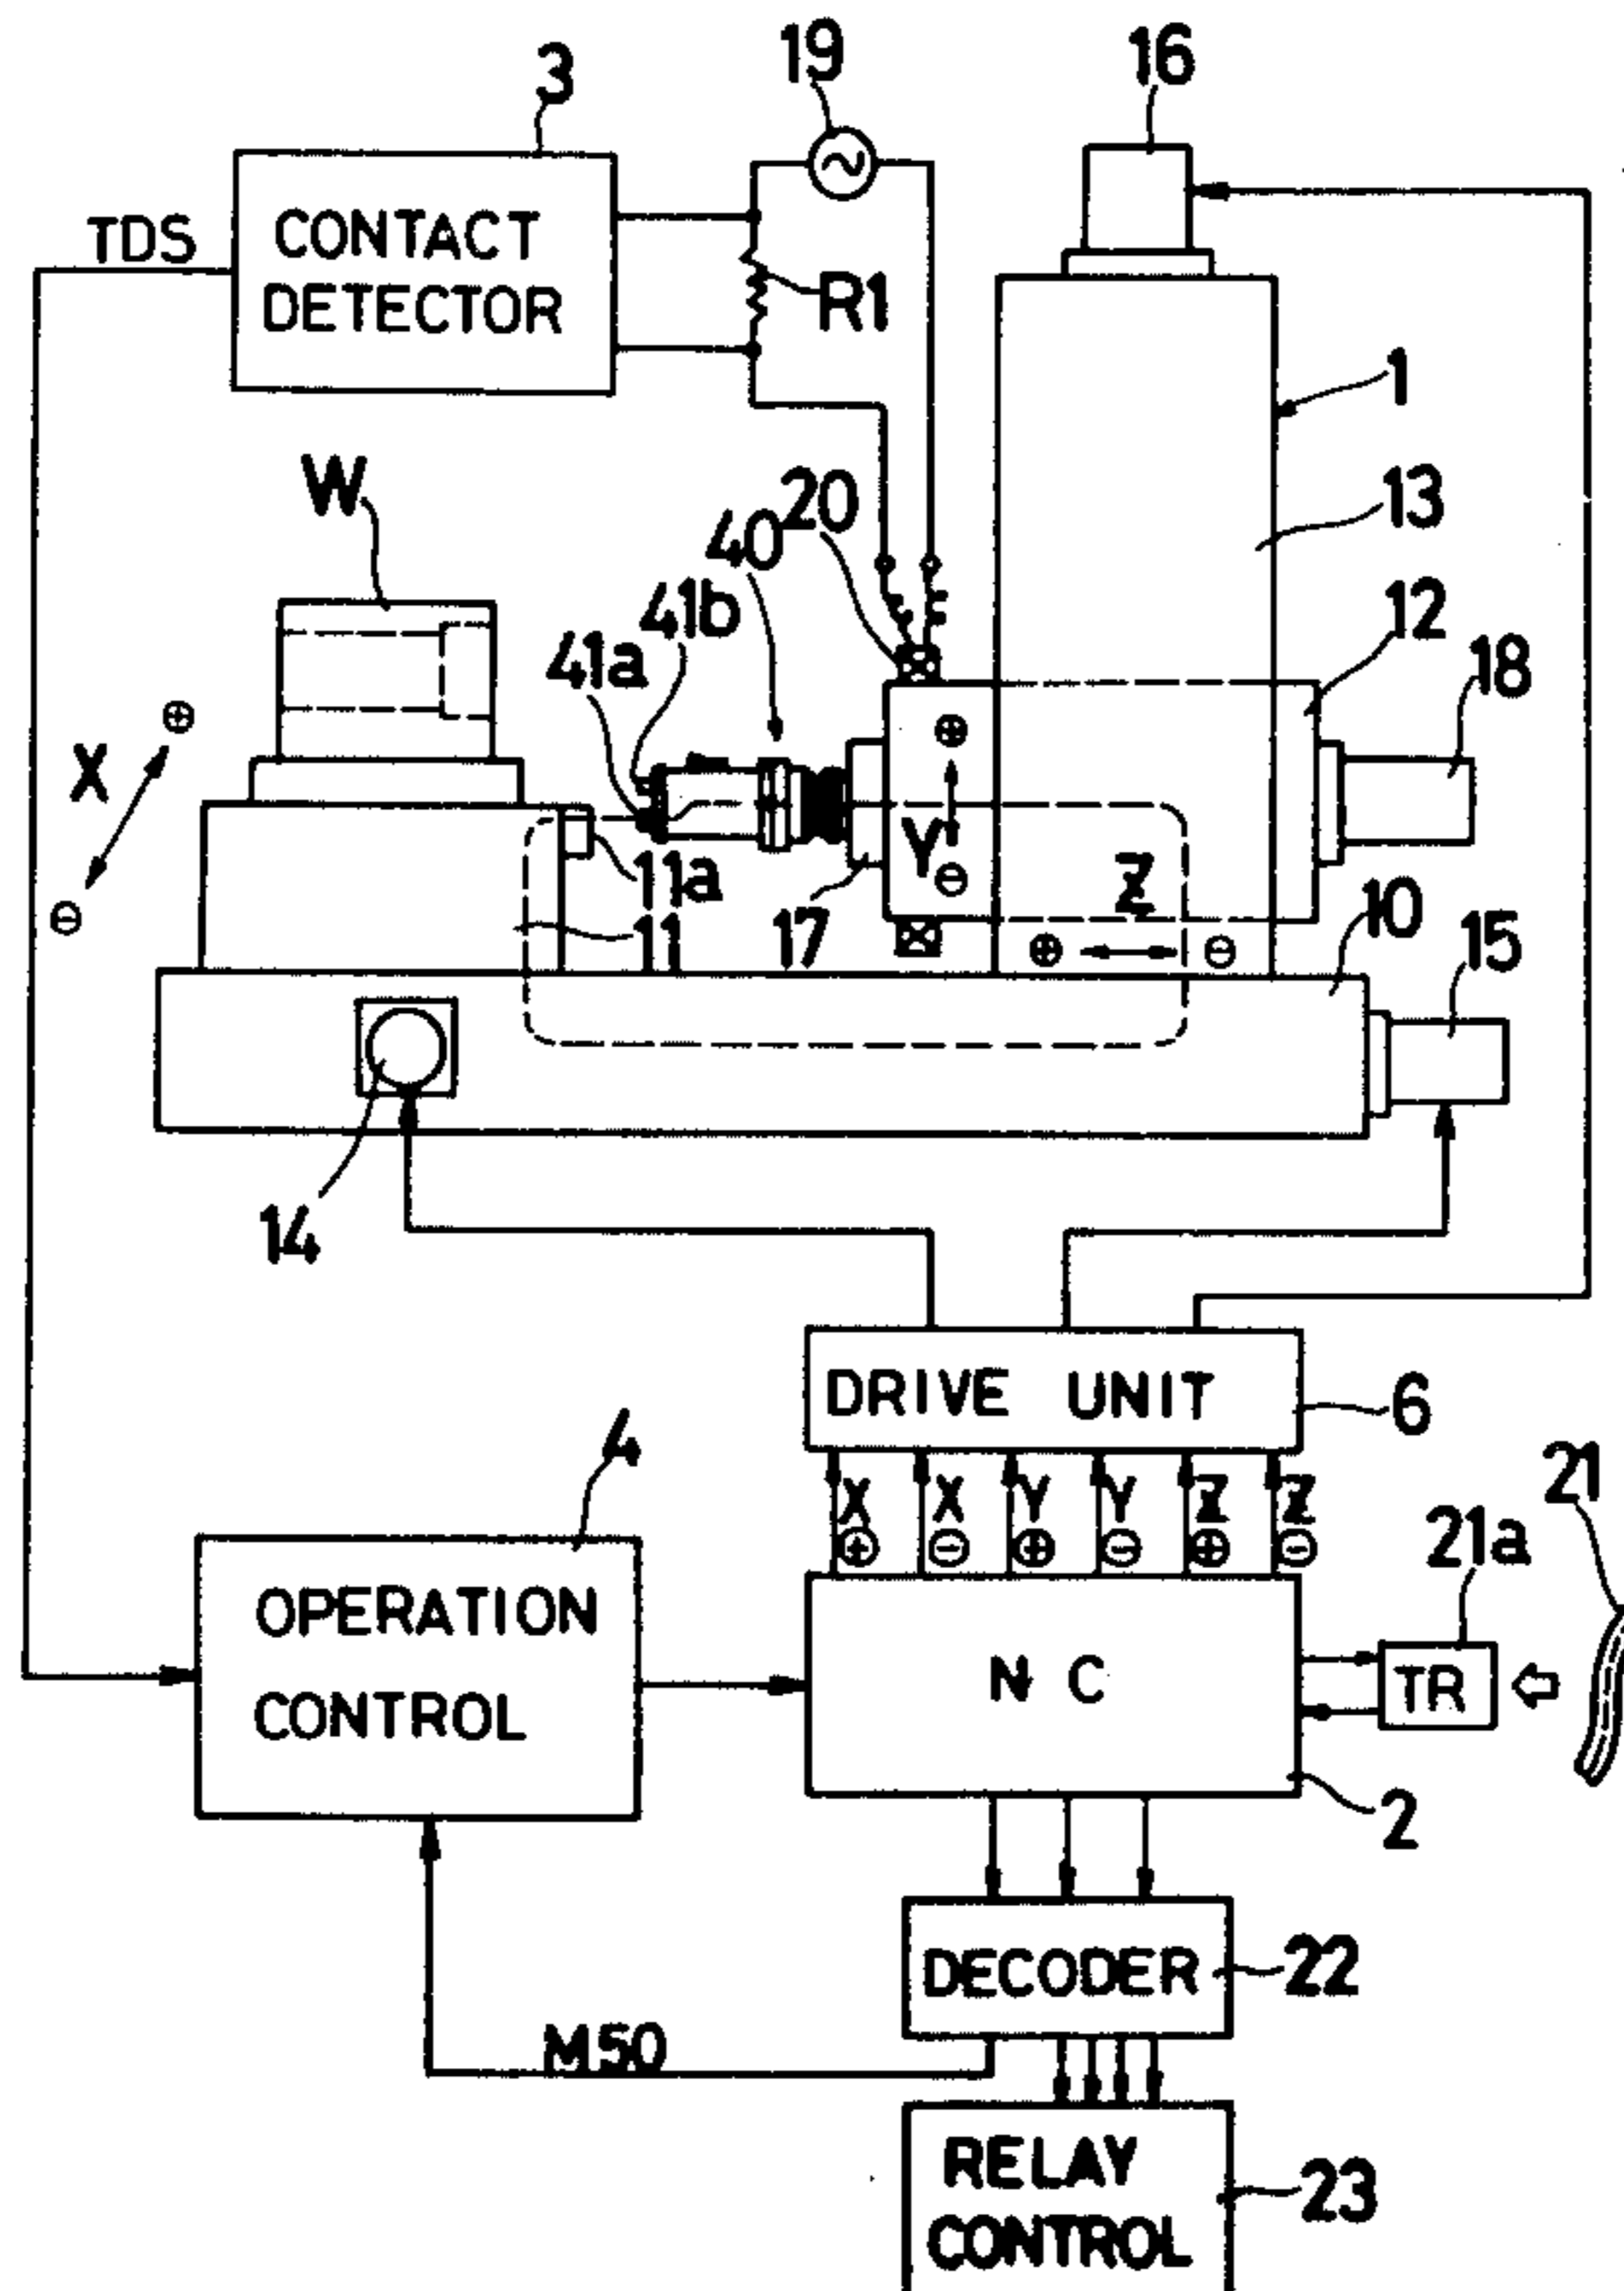 3
19
16
TDS
CONTACT
DETECTOR
R1
1
W
13
20
40
41b
41a
12
18
X
⊕
⊖
⊕
Y
⊖
Z
⊕
⊖
11a
11
17
10
15
14
DRIVE UNIT
6
4
X X Y Y Z Z
⊕ ⊖ ⊕ ⊖ ⊕ ⊖
21
21a
OPERATION
CONTROL
N C
TR
2
DECODER
22
M50
RELAY
CONTROL
23